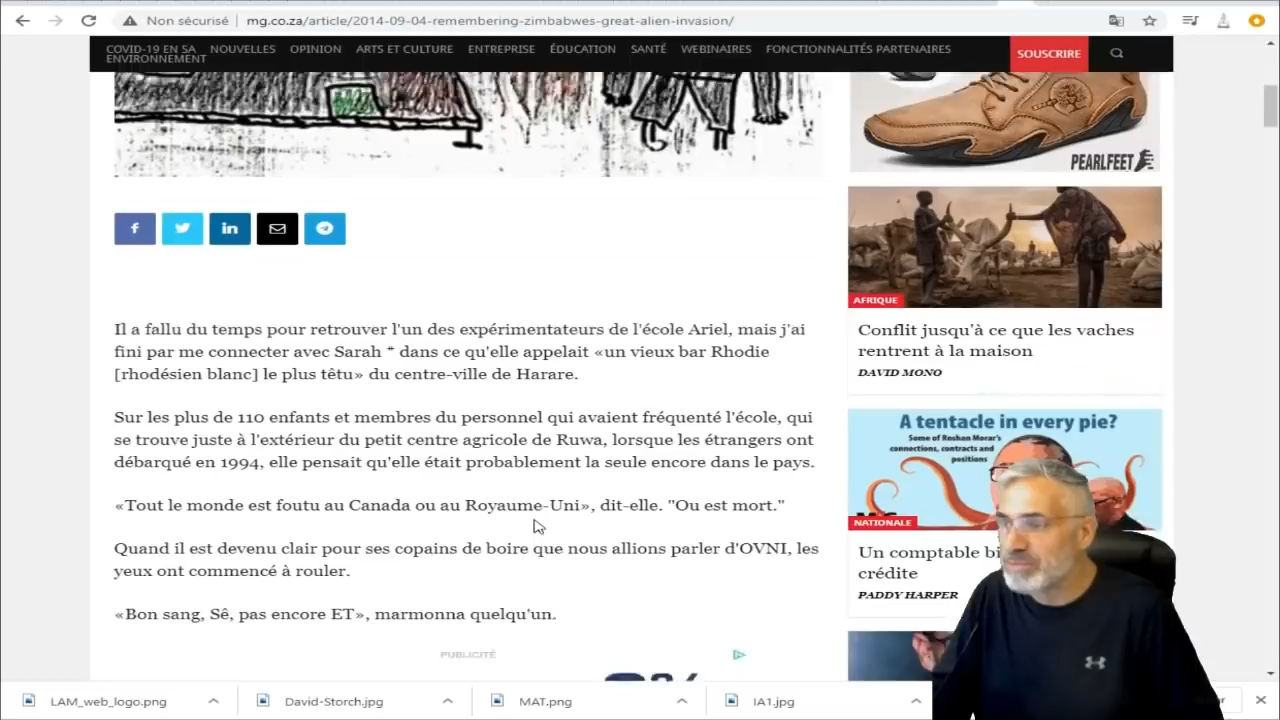 Non sécurisé | mg.co.za/article/2014-09-04-remembering-zimbabwes-great-alien-invasion/
COVID-19 EN SA NOUVELLES OPINION ARTS ET CULTURE ENTREPRISE ÉDUCATION SANTÉ WEBINAIRES FONCTIONNALITÉS PARTENAIRES
ENVIRONNEMENT
SOUSCRIRE
Il a fallu du temps pour retrouver l'un des expérimentateurs de l'école Ariel, mais j'ai
fini par me connecter avec Sarah * dans ce qu'elle appelait «un vieux bar Rhodie
[rhodésien blanc] le plus têtu» du centre-ville de Harare.
Sur les plus de 110 enfants et membres du personnel qui avaient fréquenté l'école, qui
se trouve juste à l'extérieur du petit centre agricole de Ruwa, lorsque les étrangers ont
débarqué en 1994, elle pensait qu'elle était probablement la seule encore dans le pays.
«Tout le monde est foutu au Canada ou au Royaume-Uni», dit-elle. "Ou est mort."
Quand il est devenu clair pour ses copains de boire que nous allions parler d'OVNI, les
yeux ont commencé à rouler.
«Bon sang, Sê, pas encore ET», marmonna quelqu'un.
PUBLICITÉ
PEARLFEET
AFRIQUE
Conflit jusqu'à ce que les vaches
rentrent à la maison
DAVID MONO
A tentacle in every pie?
Some of Roshan Morar's
connections, contracts and
positions
NATIONALE
Un comptable bi
crédite
PADDY HARPER
LAM_web_logo.png
David-Storch.jpg
MAT.png
IA1.jpg